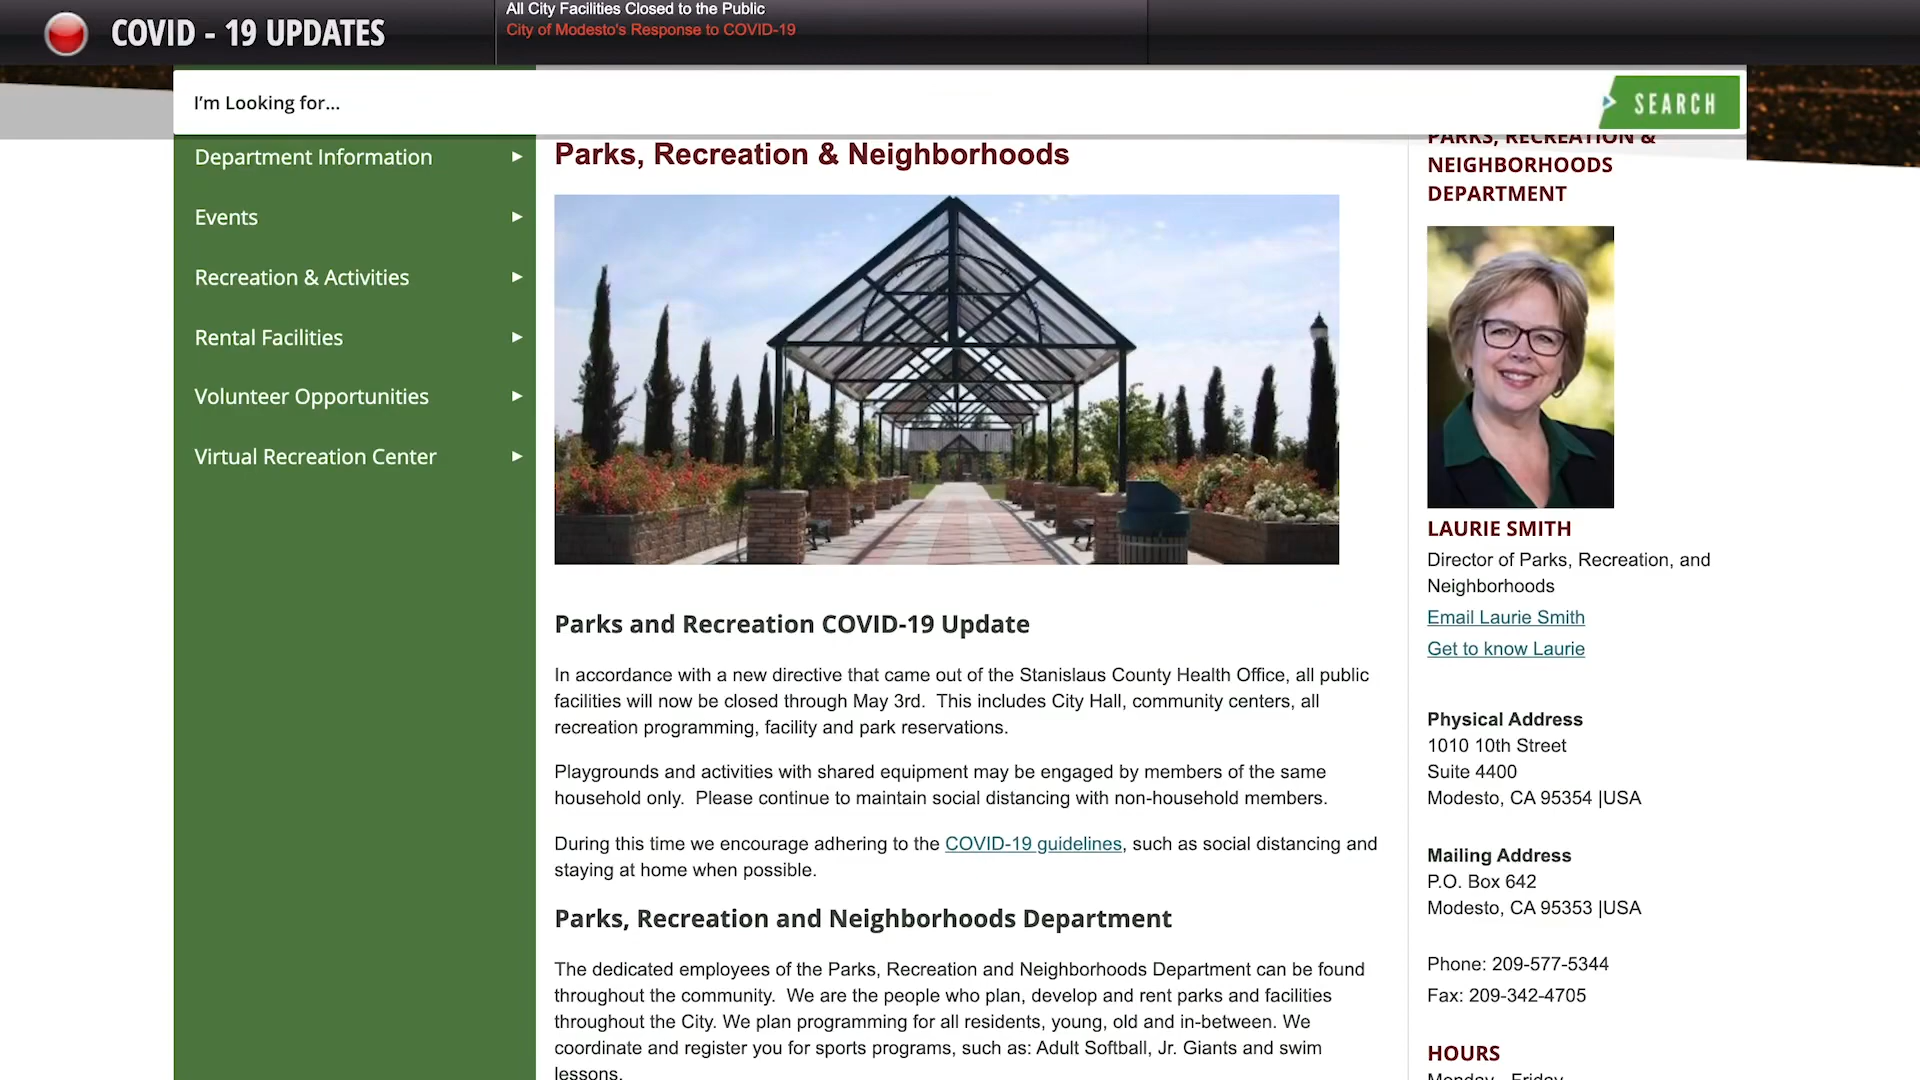 COVID - 19 UPDATES
All City Facilities Closed to the Public
City of Modesto's Response to COVID-19
I'm Looking for...
SEARCH
Department Information
Events
Recreation & Activities
Rental Facilities
Volunteer Opportunities
Virtual Recreation Center
Parks, Recreation & Neighborhoods
Parks and Recreation COVID-19 Update
In accordance with a new directive that came out of the Stanislaus County Health Office, all public
facilities will now be closed through May 3rd.  This includes City Hall, community centers, all
recreation programming, facility and park reservations.
Playgrounds and activities with shared equipment may be engaged by members of the same
household only.  Please continue to maintain social distancing with non-household members.
During this time we encourage adhering to the COVID-19 guidelines, such as social distancing and
staying at home when possible.
Parks, Recreation and Neighborhoods Department
The dedicated employees of the Parks, Recreation and Neighborhoods Department can be found
throughout the community.  We are the people who plan, develop and rent parks and facilities
throughout the City. We plan programming for all residents, young, old and in-between. We
coordinate and register you for sports programs, such as: Adult Softball, Jr. Giants and swim
lessons.
PARKS, RECREATION &
NEIGHBORHOODS
DEPARTMENT
LAURIE SMITH
Director of Parks, Recreation, and
Neighborhoods
Email Laurie Smith
Get to know Laurie
Physical Address
1010 10th Street
Suite 4400
Modesto, CA 95354 |USA
Mailing Address
P.O. Box 642
Modesto, CA 95353 |USA
Phone: 209-577-5344
Fax: 209-342-4705
HOURS
Monday - Friday